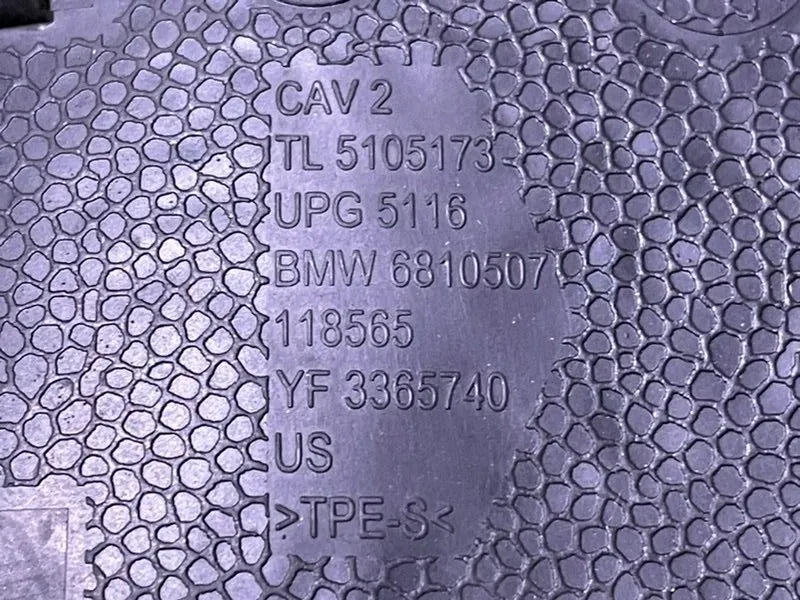 CAV 2
TL 5105173
UPG 5116
BMW 6810507
118565
YF 3365740
US
>TPE-S<